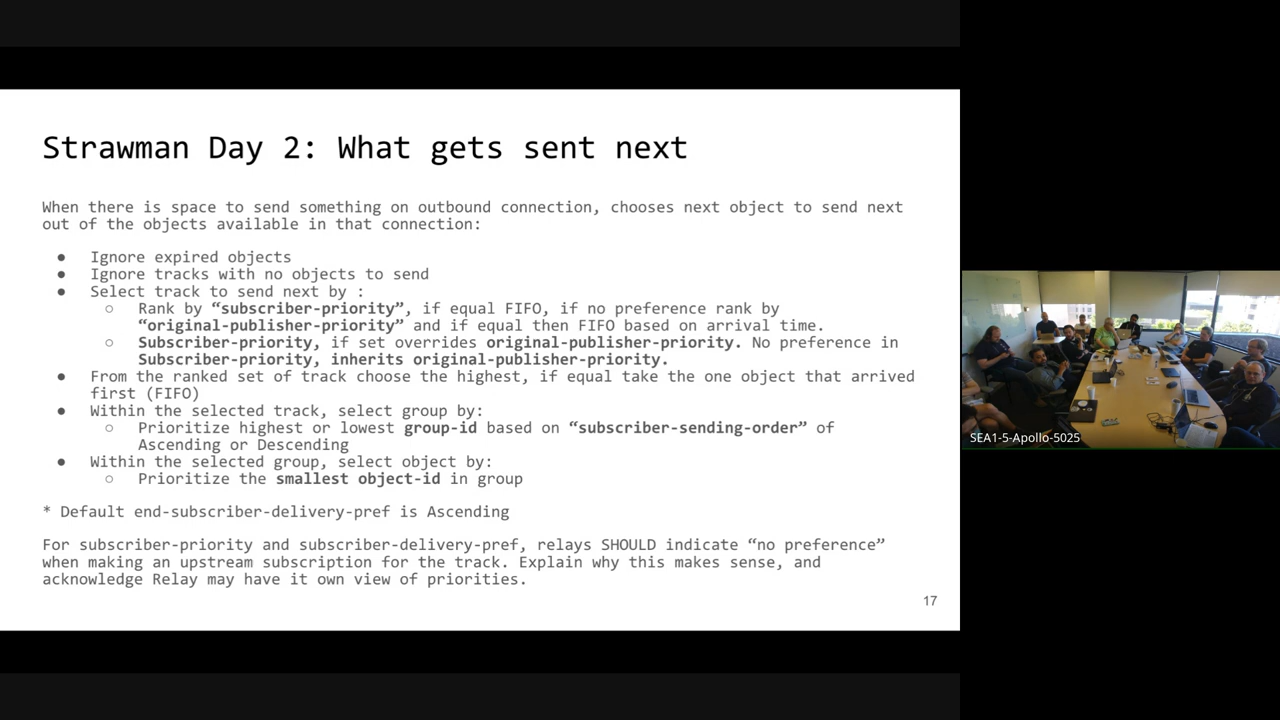 Strawman Day 2: What gets sent next
When there is space to send something on outbound connection, chooses next object to send next
out of the objects available in that connection:
● Ignore expired objects
● Ignore tracks with no objects to send
● Select track to send next by :
○ Rank by “subscriber-priority”, if equal FIFO, if no preference rank by
“original-publisher-priority” and if equal then FIFO based on arrival time.
○ Subscriber-priority, if set overrides original-publisher-priority. No preference in
Subscriber-priority, inherits original-publisher-priority.
● From the ranked set of track choose the highest, if equal take the one object that arrived
first (FIFO)
● Within the selected track, select group by:
○ Prioritize highest or lowest group-id based on “subscriber-sending-order” of
Ascending or Descending
● Within the selected group, select object by:
○ Prioritize the smallest object-id in group
* Default end-subscriber-delivery-pref is Ascending
For subscriber-priority and subscriber-delivery-pref, relays SHOULD indicate “no preference”
when making an upstream subscription for the track. Explain why this makes sense, and
acknowledge Relay may have it own view of priorities.
17
SEA1-5-Apollo-5025